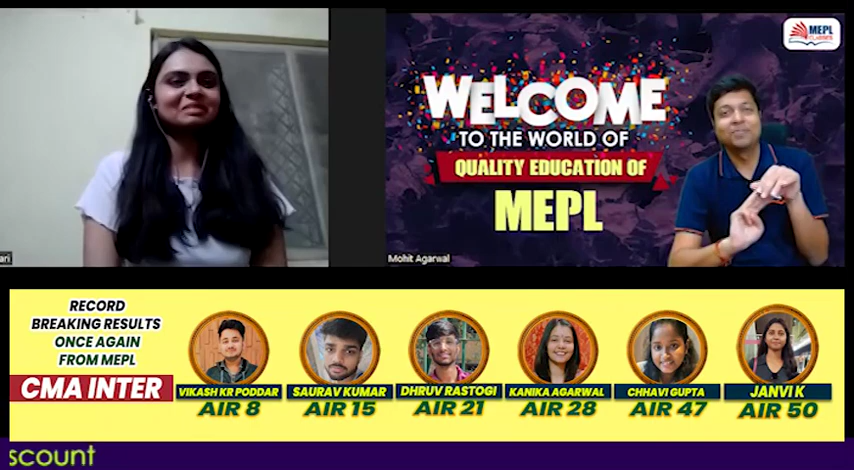 MEPL
CLASSES
WELCOME
TO THE WORLD OF
QUALITY EDUCATION OF
MEPL
ari
Mohit Agarwal
RECORD
BREAKING RESULTS
ONCE AGAIN
FROM MEPL
CMA INTER
VIKASH KR PODDAR
AIR 8
SAURAV KUMAR
AIR 15
DHRUV RASTOGI
AIR 21
KANIKA AGARWAL
AIR 28
CHHAVI GUPTA
AIR 47
JANVI K
AIR 50
scount